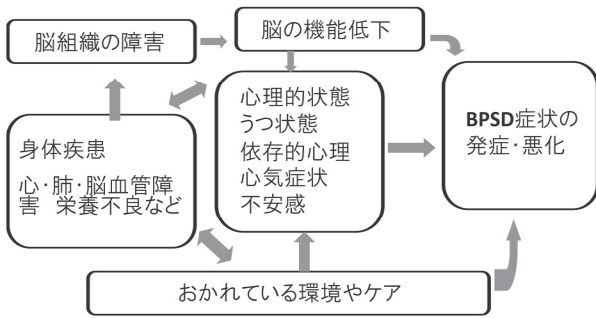 脳組織の障害
脳の機能低下
心理的状態
うつ状態
依存的心理
心気症状
不安感
BPSD症状の
発症・悪化
身体疾患
心・肺・脳血管障
害　栄養不良など
おかれている環境やケア